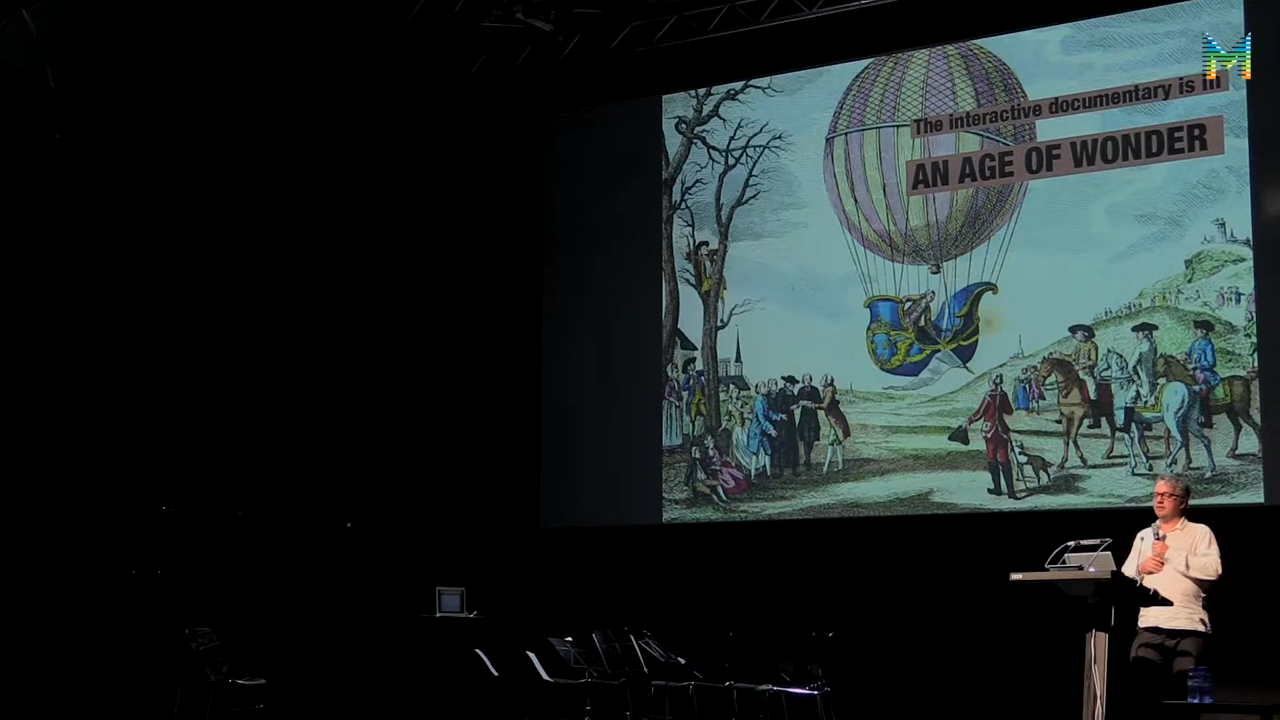 The interactive documentary is in
AN AGE OF WONDER